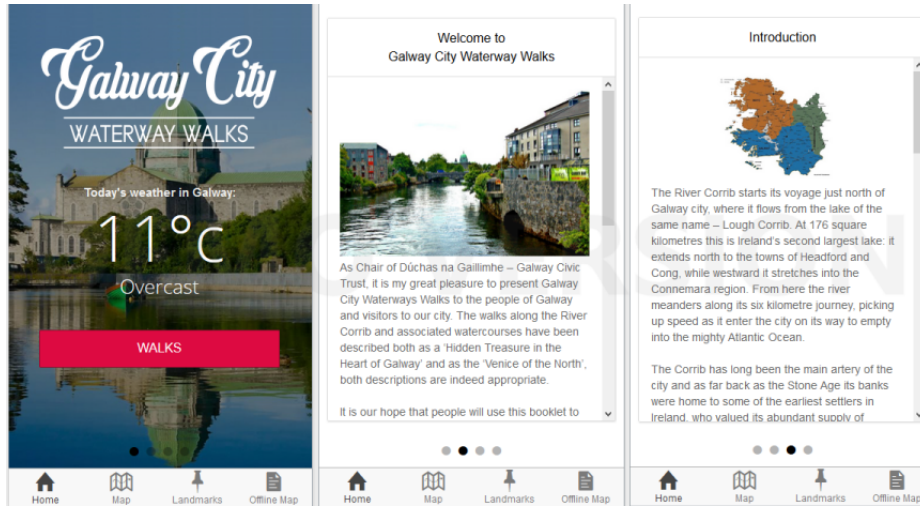 Galway City
WATERWAY WALKS
Today's weather in Galway:
11°c
Overcast
WALKS
Home
Map
Landmarks
Offline Map
Welcome to
Galway City Waterway Walks
As Chair of Dúchas na Gaillimhe – Galway Civic
Trust, it is my great pleasure to present Galway
City Waterways Walks to the people of Galway
and visitors to our city. The walks along the River
Corrib and associated watercourses have been
described both as a 'Hidden Treasure in the
Heart of Galway' and as the 'Venice of the North',
both descriptions are indeed appropriate.
It is our hope that people will use this booklet to
Home
Map
Landmarks
Offline Map
Introduction
The River Corrib starts its voyage just north of
Galway city, where it flows from the lake of the
same name – Lough Corrib. At 176 square
kilometres this is Ireland's second largest lake: it
extends north to the towns of Headford and
Cong, while westward it stretches into the
Connemara region. From here the river
meanders along its six kilometre journey, picking
up speed as it enter the city on its way to empty
into the mighty Atlantic Ocean.
The Corrib has long been the main artery of the
city and as far back as the Stone Age its banks
were home to some of the earliest settlers in
Ireland, who valued its abundant supply of
Home
Map
Landmarks
Offline Map